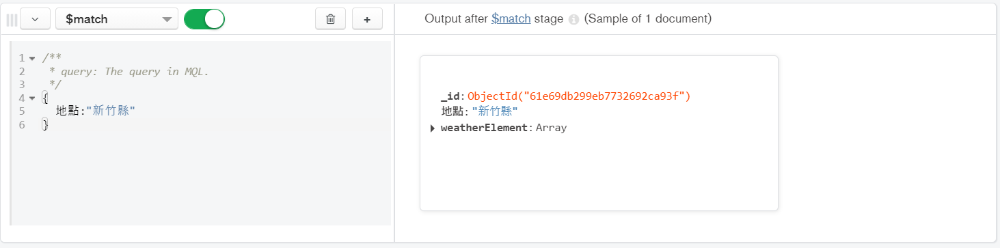 $match
Output after $match stage (Sample of 1 document)
1 /**
2 * query: The query in MQL.
3 */
4 {
5 地點:"新竹縣"
6 }
_id: ObjectId("61e69db299eb7732692ca93f")
地點: "新竹縣"
weatherElement: Array